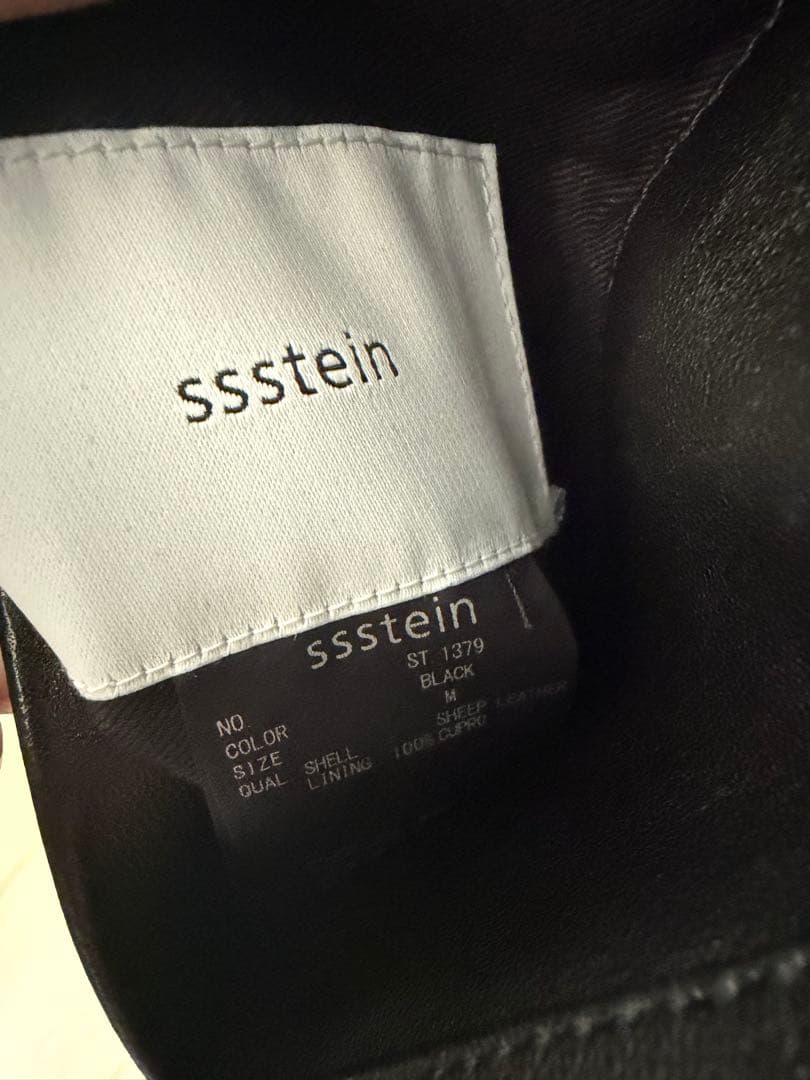 ssstein
ssstein
NO. ST 1379
COLOR BLACK
SIZE M
QUAL SHELL SHEEP LEATHER
LINING 100% CUPRO